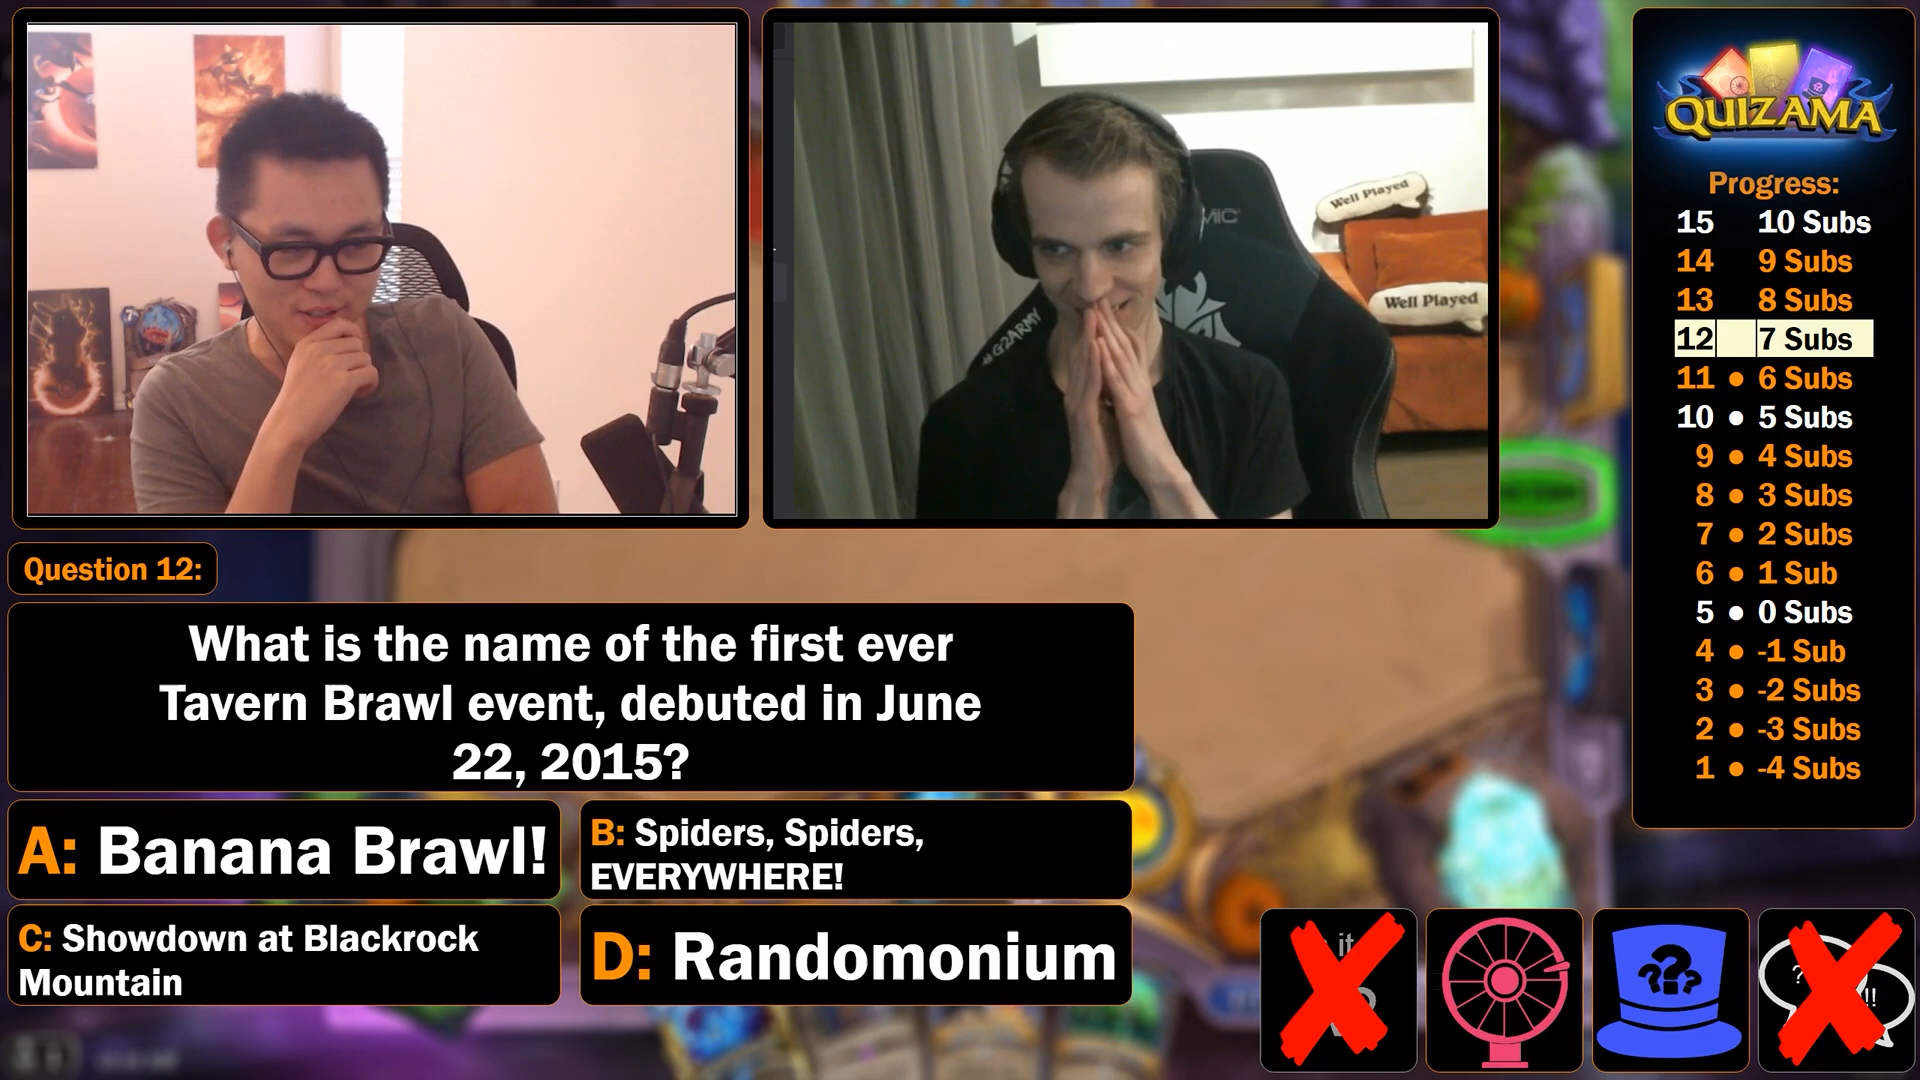 Well Played
MIC
Well Played
#G2ARMY
QUIZAMA
Progress:
15 10 Subs
14 9 Subs
13 8 Subs
12 7 Subs
11 • 6 Subs
10 • 5 Subs
9 • 4 Subs
8 • 3 Subs
7 • 2 Subs
6 • 1 Sub
5 • 0 Subs
4 • -1 Sub
3 • -2 Subs
2 • -3 Subs
1 • -4 Subs
Question 12:
What is the name of the first ever
Tavern Brawl event, debuted in June
22, 2015?
A: Banana Brawl!
B: Spiders, Spiders,
EVERYWHERE!
C: Showdown at Blackrock
Mountain
D: Randomonium
it
???
?
!!